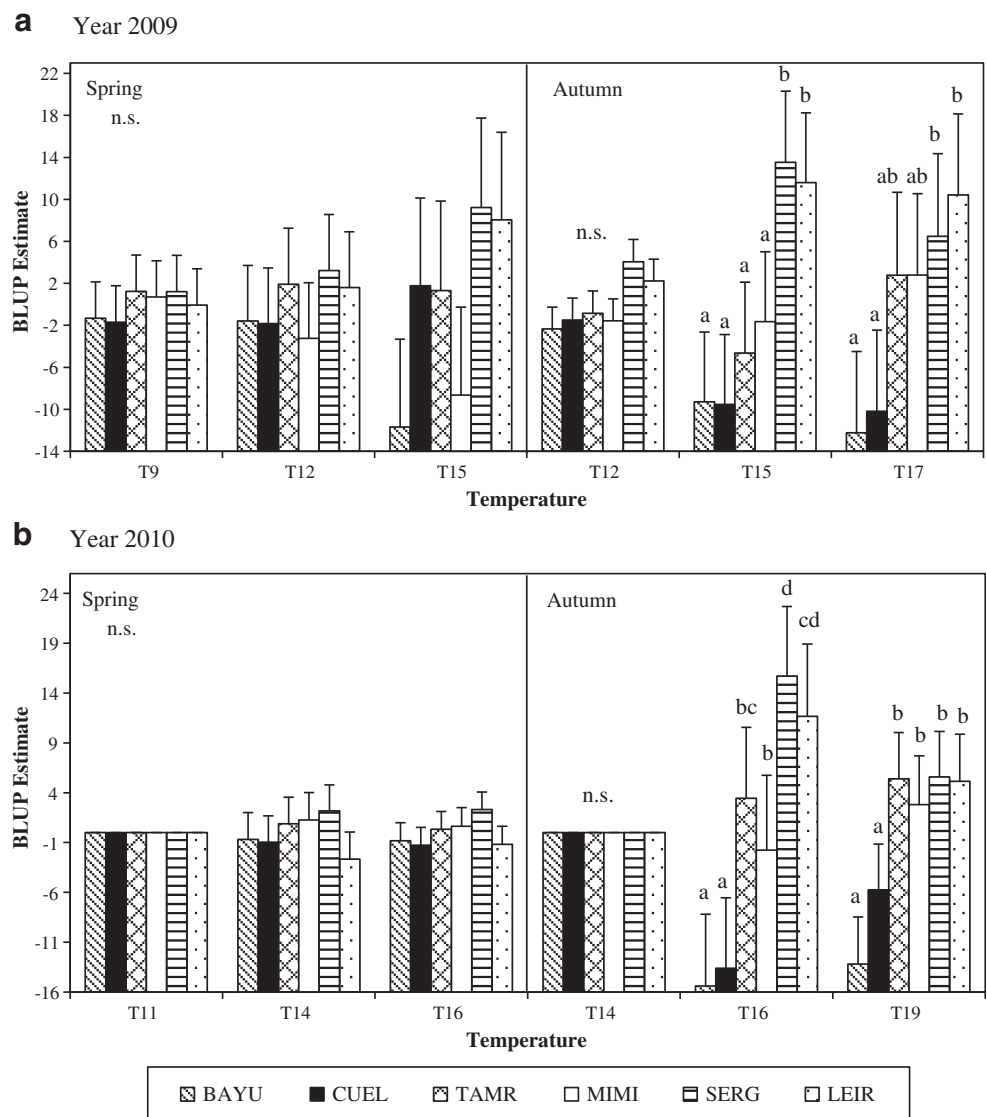 a Year 2009
22
18
14
10
6
2
-2
-6
-10
-14
BLUP Estimate
Spring
n.s.
Autumn
n.s.
a a a a b b
a a ab ab b b
T9 T12 T15 T12 T15 T17
Temperature
b Year 2010
24
19
14
9
4
-1
-6
-11
-16
BLUP Estimate
Spring
n.s.
Autumn
n.s.
a a bc b d cd
a a b b b b
T11 T14 T16 T14 T16 T19
Temperature
BAYU CUEL TAMR MIMI SERG LEIR